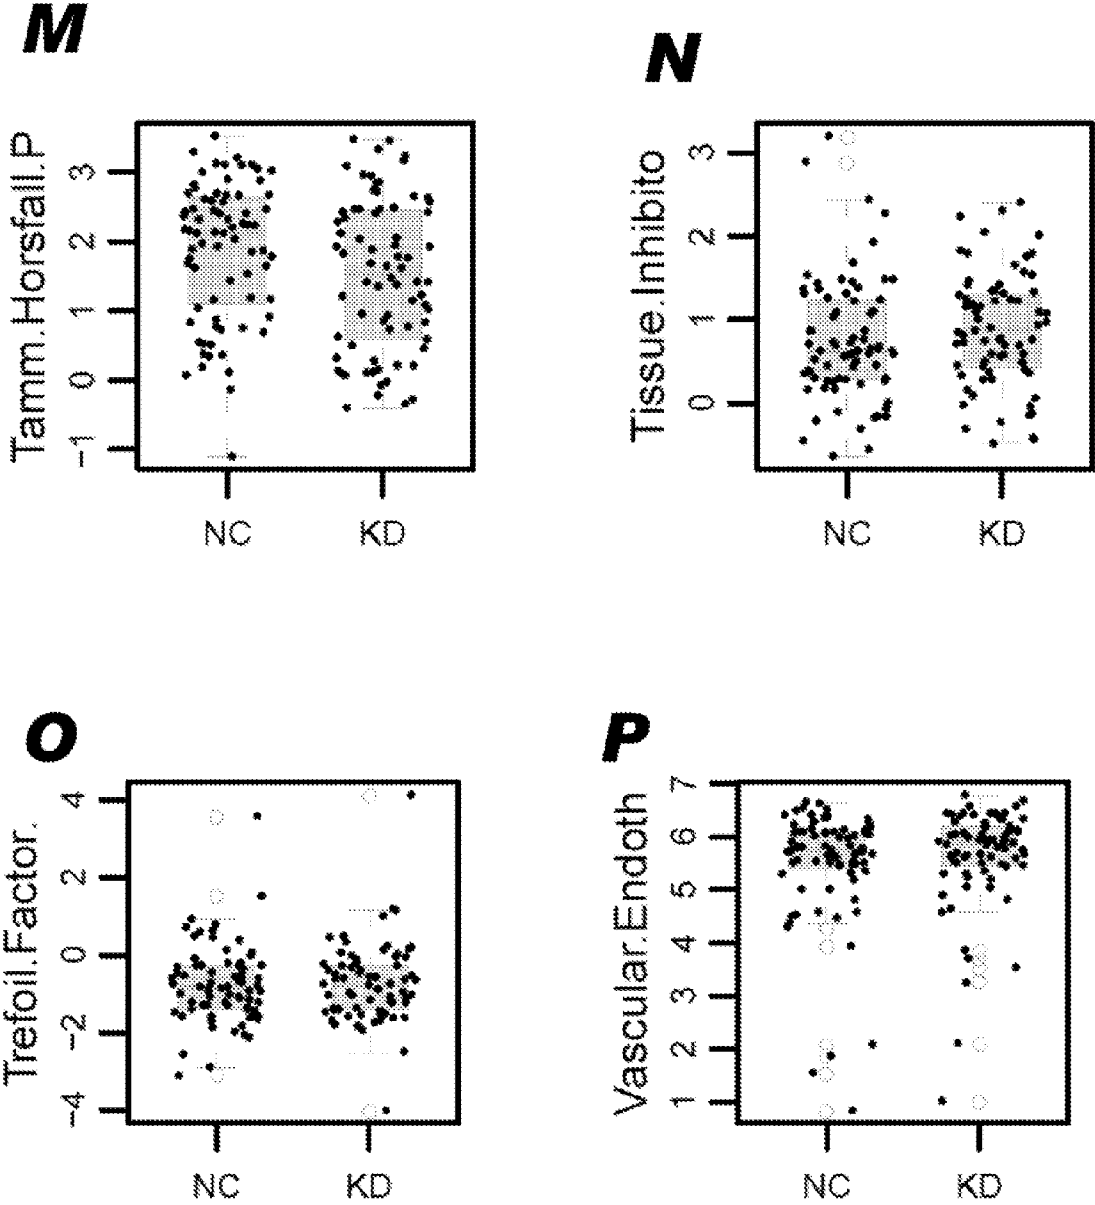 M
Tamm.Horsfall.P
3
2
1
0
−1
NC KD
N
Tissue.Inhibito
3
2
1
0
NC KD
O
Trefoil.Factor.
4
2
0
−2
−4
NC KD
P
Vascular.Endoth
7
6
5
4
3
2
1
NC KD